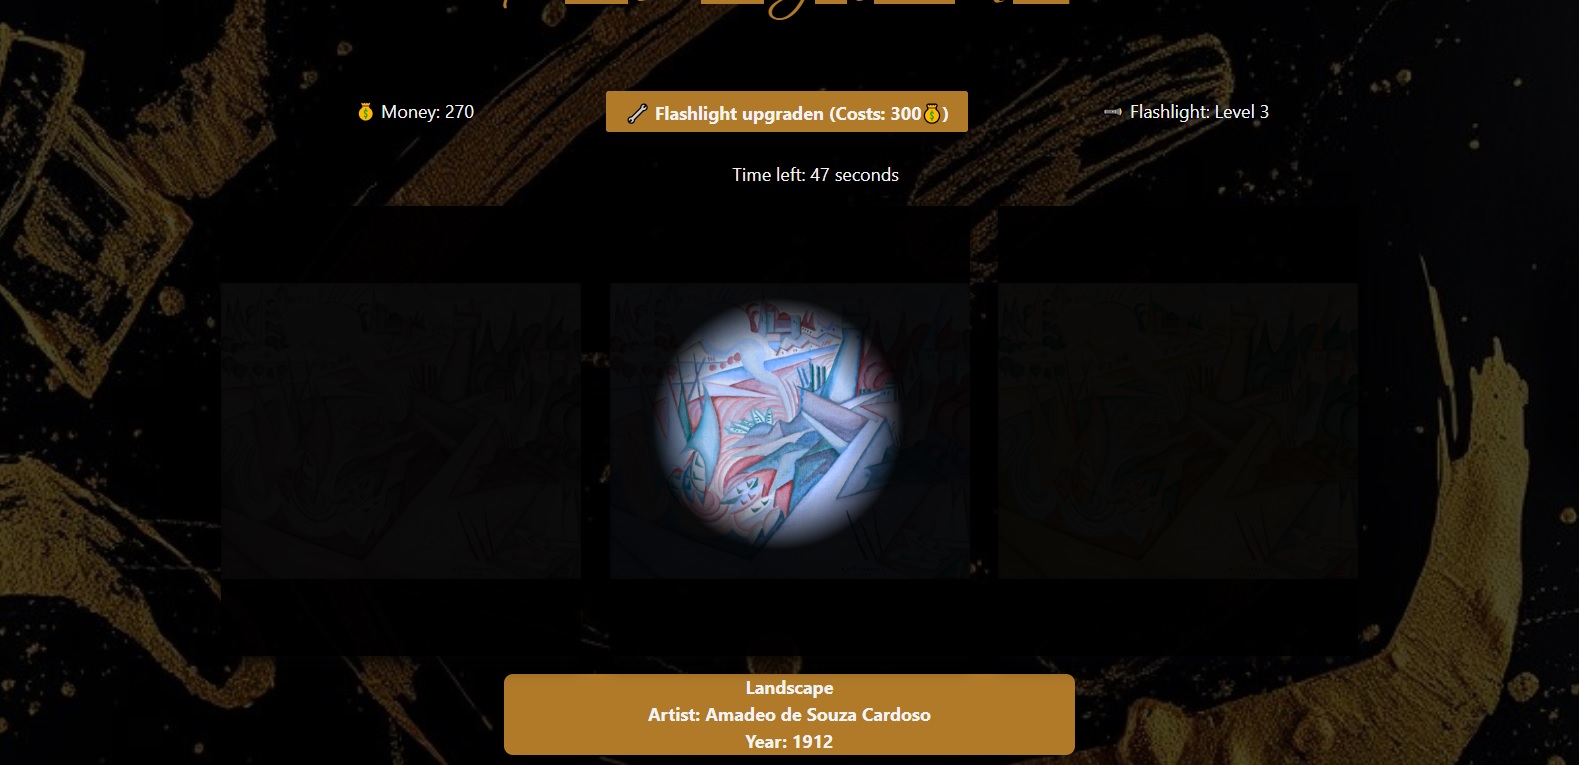 Money: 270
Flashlight upgraden (Costs: 300💰)
Flashlight: Level 3
Time left: 47 seconds
Landscape
Artist: Amadeo de Souza Cardoso
Year: 1912